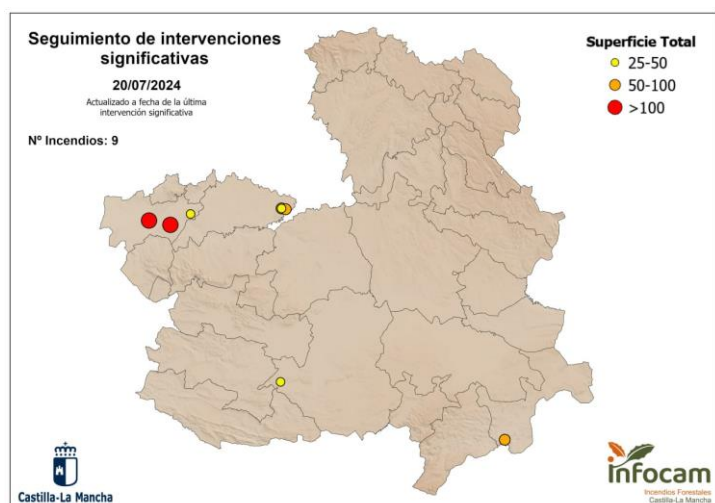 Seguimiento de intervenciones
significativas
20/07/2024
Actualizado a fecha de la última
intervención significativa
Nº Incendios: 9
Superficie Total
25-50
50-100
>100
Castilla-La Mancha
infocam
Incendios Forestales
Castilla-La Mancha